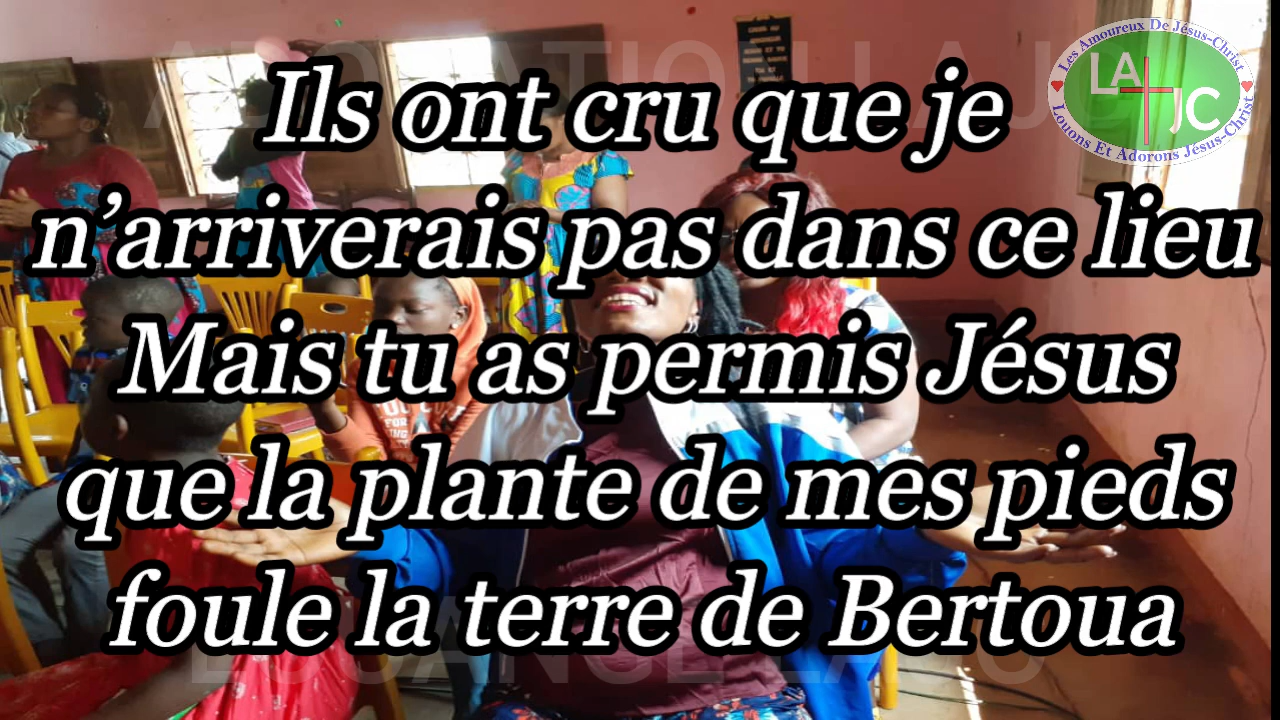 Ils ont cru que je
n’arriverais pas dans ce lieu
Mais tu as permis Jésus
que la plante de mes pieds
foule la terre de Bertoua
Les Amoureux De Jésus-Christ
LA
JC
Louons Et Adorons Jésus-Christ